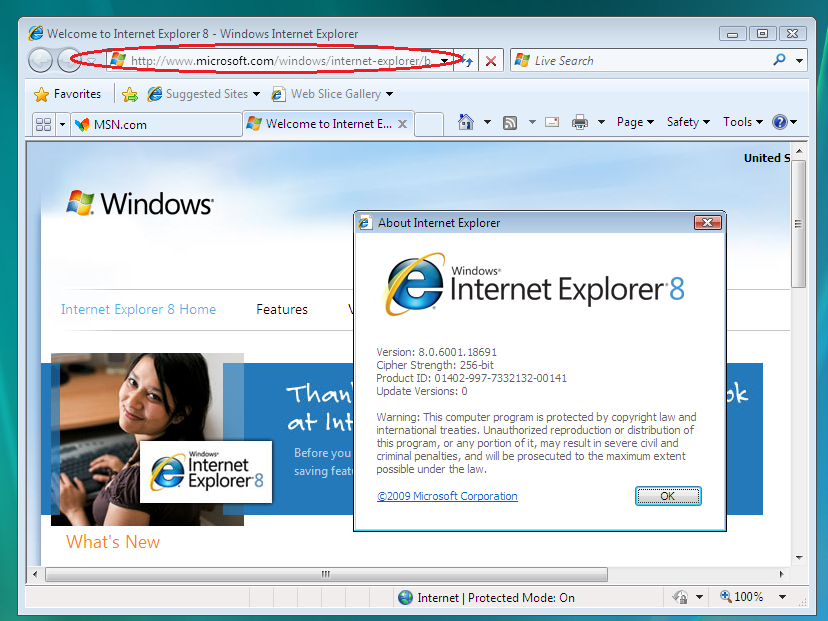 Welcome to Internet Explorer 8 - Windows Internet Explorer
http://www.microsoft.com/windows/internet-explorer/b
Live Search
Favorites
Suggested Sites
Web Slice Gallery
MSN.com
Welcome to Internet E...
Page
Safety
Tools
United S
Windows®
About Internet Explorer
Windows®
Internet Explorer®8
Internet Explorer 8 Home
Features
Version: 8.0.6001.18691
Cipher Strength: 256-bit
Product ID: 01402-997-7332132-00141
Update Versions: 0
Warning: This computer program is protected by copyright law and
international treaties. Unauthorized reproduction or distribution of
this program, or any portion of it, may result in severe civil and
criminal penalties, and will be prosecuted to the maximum extent
possible under the law.
©2009 Microsoft Corporation
OK
Than
ok
at Int
Before you
saving feat
Windows®
Internet
Explorer®8
What's New
Internet | Protected Mode: On
100%